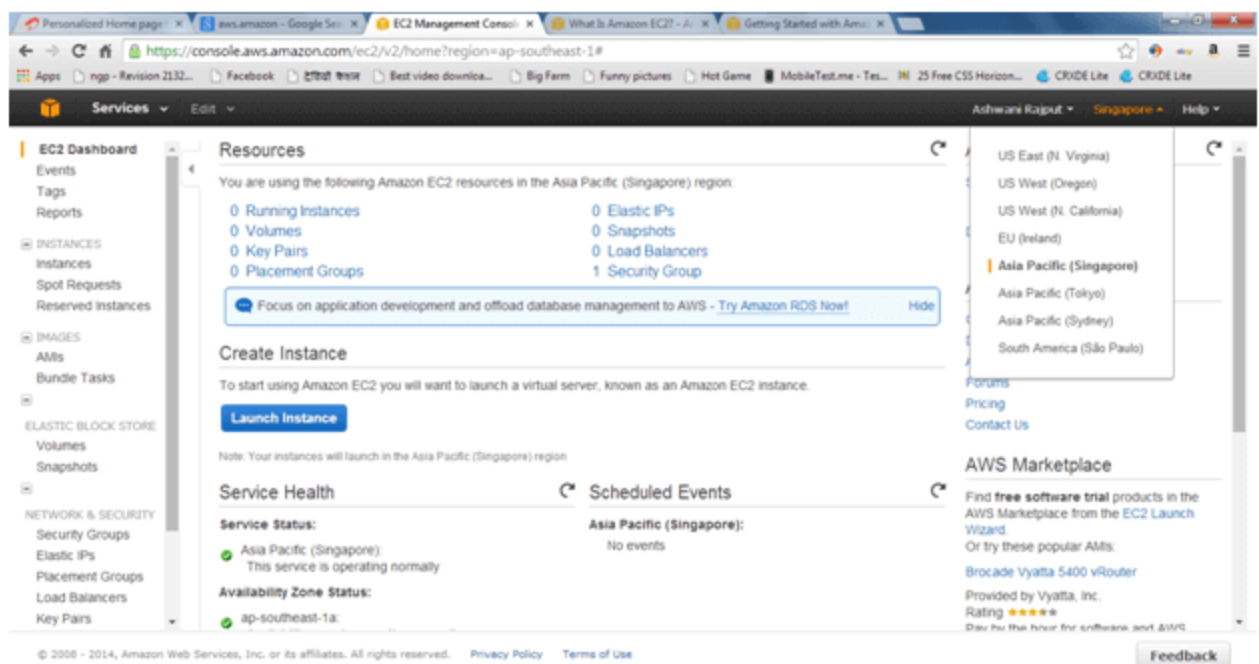 Personalized Home page
aws.amazon - Google Sea
EC2 Management Consol
What Is Amazon EC2? - A
Getting Started with Ama
https://console.aws.amazon.com/ec2/v2/home?region=ap-southeast-1#
Apps
ngp - Revision 2132...
Facebook
Best video downloa...
Big Farm
Funny pictures
Hot Game
MobileTest.me - Tes...
25 Free CSS Horizon...
CRXDE Lite
CRXDE Lite
Services
Edit
Ashwani Rajput
Singapore
Help
EC2 Dashboard
Events
Tags
Reports
INSTANCES
Instances
Spot Requests
Reserved Instances
IMAGES
AMIs
Bundle Tasks
ELASTIC BLOCK STORE
Volumes
Snapshots
NETWORK & SECURITY
Security Groups
Elastic IPs
Placement Groups
Load Balancers
Key Pairs
Resources
You are using the following Amazon EC2 resources in the Asia Pacific (Singapore) region:
0 Running Instances
0 Elastic IPs
0 Volumes
0 Snapshots
0 Key Pairs
0 Load Balancers
0 Placement Groups
1 Security Group
Focus on application development and offload database management to AWS - Try Amazon RDS Now!
Hide
Create Instance
To start using Amazon EC2 you will want to launch a virtual server, known as an Amazon EC2 instance.
Launch Instance
Note: Your instances will launch in the Asia Pacific (Singapore) region
Service Health
Service Status:
Asia Pacific (Singapore):
This service is operating normally
Availability Zone Status:
ap-southeast-1a:
Scheduled Events
Asia Pacific (Singapore):
No events
US East (N. Virginia)
US West (Oregon)
US West (N. California)
EU (Ireland)
Asia Pacific (Singapore)
Asia Pacific (Tokyo)
Asia Pacific (Sydney)
South America (São Paulo)
Forums
Pricing
Contact Us
AWS Marketplace
Find free software trial products in the
AWS Marketplace from the EC2 Launch
Wizard.
Or try these popular AMIs:
Brocade Vyatta 5400 vRouter
Provided by Vyatta, Inc.
Rating
Pay by the hour for software and AWS
© 2008 - 2014, Amazon Web Services, Inc. or its affiliates. All rights reserved.
Privacy Policy
Terms of Use
Feedback